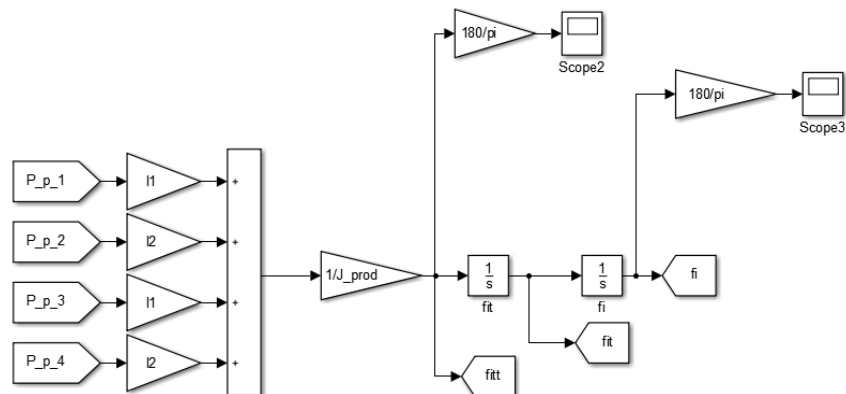 180/pi
Scope2
180/pi
Scope3
P_p_1
l1
+
P_p_2
l2
+
P_p_3
l1
+
P_p_4
l2
+
1/J_prod
1
s
fit
1
s
fi
fi
fit
fitt